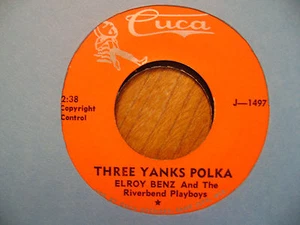 Cuca
2:38
Copyright
Control
J—1497
THREE YANKS POLKA
ELROY BENZ And The
Riverbend Playboys